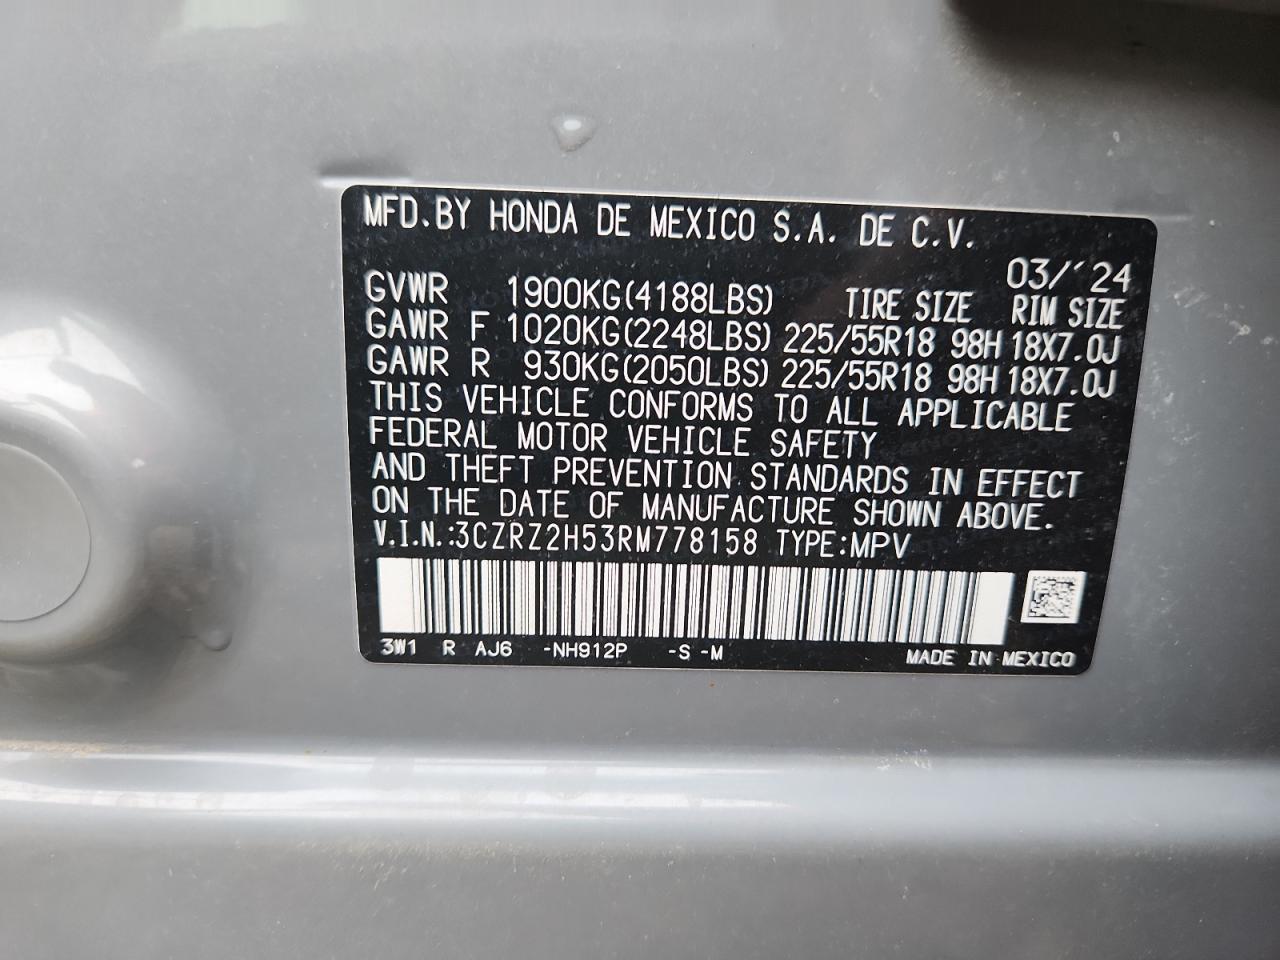 MFD.BY HONDA DE MEXICO S.A. DE C.V.
03/'24
GVWR 1900KG(4188LBS) TIRE SIZE RIM SIZE
GAWR F 1020KG(2248LBS) 225/55R18 98H 18X7.0J
GAWR R 930KG(2050LBS) 225/55R18 98H 18X7.0J
THIS VEHICLE CONFORMS TO ALL APPLICABLE
FEDERAL MOTOR VEHICLE SAFETY
AND THEFT PREVENTION STANDARDS IN EFFECT
ON THE DATE OF MANUFACTURE SHOWN ABOVE.
V.I.N.:3CZRZ2H53RM778158 TYPE:MPV
3W1 R AJ6 -NH912P -S -M MADE IN MEXICO